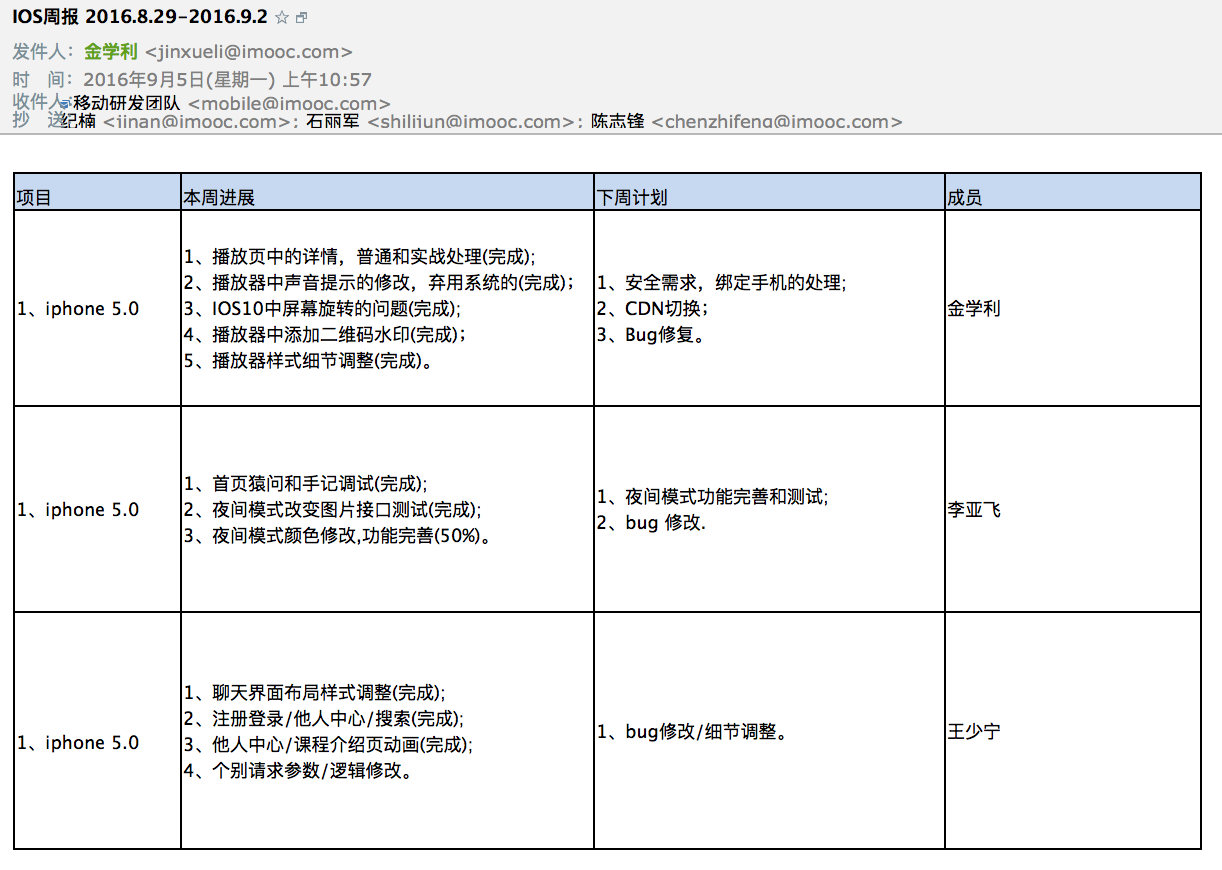 IOS周报 2016.8.29-2016.9.2
发件人：金学利 <jinxueli@imooc.com>
时 间：2016年9月5日(星期一) 上午10:57
收件人：移动研发团队 <mobile@imooc.com>
抄 送：纪楠 <jinan@imooc.com>；石丽军 <shilijun@imooc.com>；陈志锋 <chenzhifeng@imooc.com>
项目 本周进展 下周计划 成员
1、iphone 5.0
1、播放页中的详情，普通和实战处理(完成);
2、播放器中声音提示的修改，弃用系统的(完成)；
3、IOS10中屏幕旋转的问题(完成);
4、播放器中添加二维码水印(完成)；
5、播放器样式细节调整(完成)。
1、安全需求，绑定手机的处理;
2、CDN切换；
3、Bug修复。
金学利
1、iphone 5.0
1、首页猿问和手记调试(完成);
2、夜间模式改变图片接口测试(完成);
3、夜间模式颜色修改,功能完善(50%)。
1、夜间模式功能完善和测试;
2、bug 修改.
李亚飞
1、iphone 5.0
1、聊天界面布局样式调整(完成);
2、注册登录/他人中心/搜索(完成);
3、他人中心/课程介绍页动画(完成);
4、个别请求参数/逻辑修改。
1、bug修改/细节调整。
王少宁